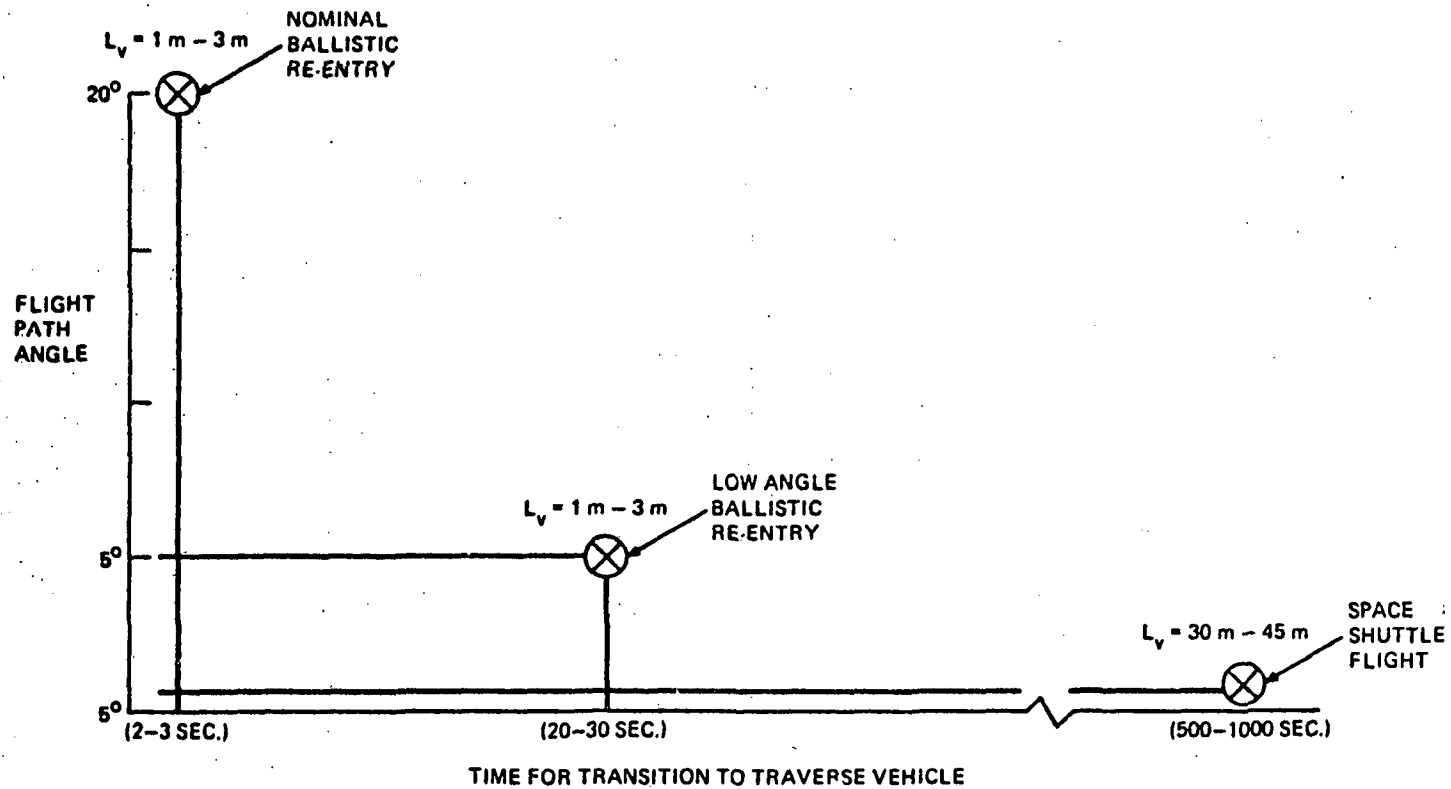 NOMINAL
BALLISTIC
RE-ENTRY
L_v = 1 m – 3 m
20°
FLIGHT
PATH
ANGLE
LOW ANGLE
BALLISTIC
RE-ENTRY
L_v = 1 m – 3 m
5°
SPACE
SHUTTLE
FLIGHT
L_v = 30 m – 45 m
5°
(2–3 SEC.)
(20–30 SEC.)
(500–1000 SEC.)
TIME FOR TRANSITION TO TRAVERSE VEHICLE